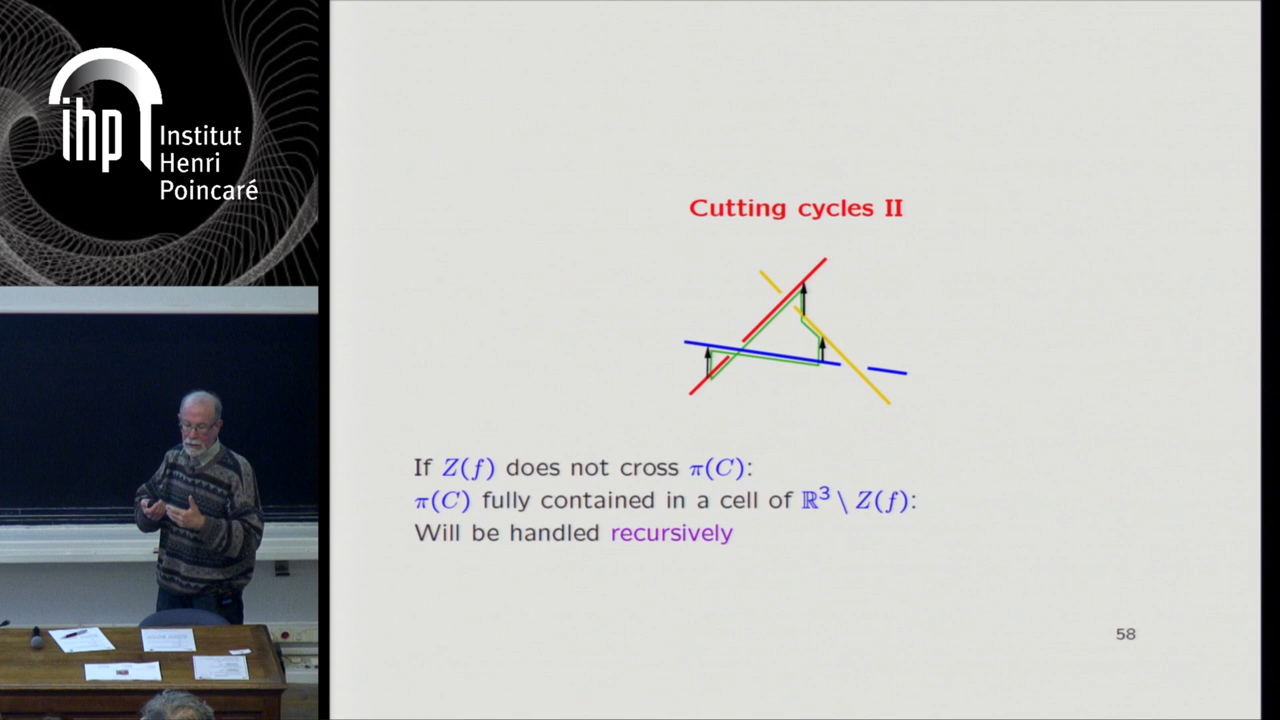 ihp
Institut
Henri
Poincaré
Cutting cycles II
If Z(f) does not cross π(C):
π(C) fully contained in a cell of ℝ³ \ Z(f):
Will be handled recursively
58